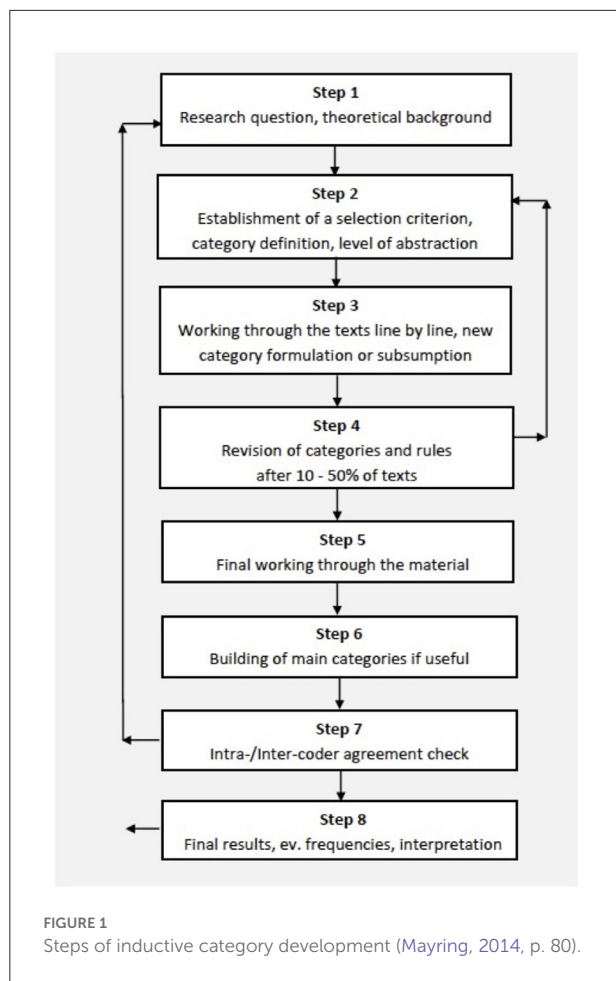 Step 1
Research question, theoretical background
Step 2
Establishment of a selection criterion,
category definition, level of abstraction
Step 3
Working through the texts line by line, new
category formulation or subsumption
Step 4
Revision of categories and rules
after 10 - 50% of texts
Step 5
Final working through the material
Step 6
Building of main categories if useful
Step 7
Intra-/Inter-coder agreement check
Step 8
Final results, ev. frequencies, interpretation
FIGURE 1
Steps of inductive category development (Mayring, 2014, p. 80).